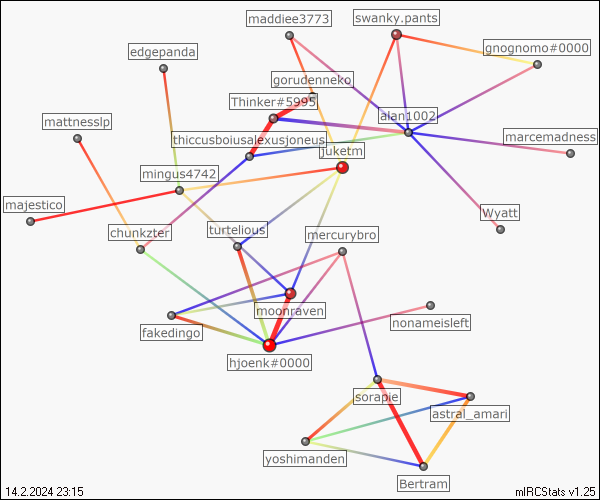 maddiee3773
swanky.pants
edgepanda
gnognomo#0000
gorudenneko
Thinker#5995
alan1002
mattnesslp
thiccusboiusalexusjoneus
marcemadness
juketm
mingus4742
majestico
Wyatt
chunkzter
turtelious
mercurybro
moonraven
nonameisleft
fakedingo
hjoenk#0000
sorapie
astral_amari
yoshimanden
Bertram
14.2.2024 23:15
mIRCStats v1.25